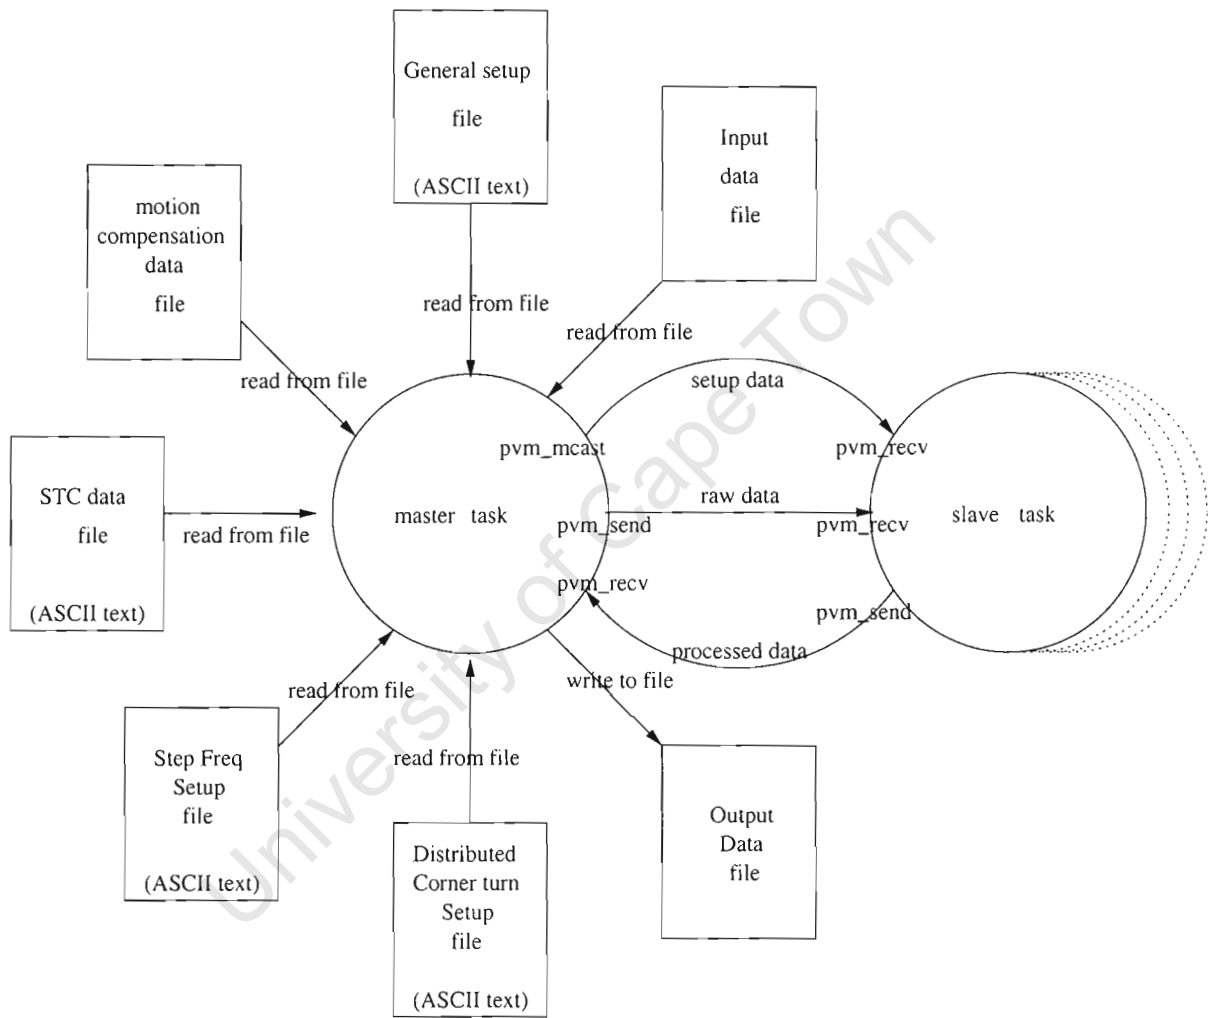 General setup
file
(ASCII text)
Input
data
file
motion
compensation
data
file
read from file
read from file
read from file
setup data
pvm_mcast
pvm_recv
STC data
file
(ASCII text)
read from file
master task
raw data
pvm_send
pvm_recv
slave task
pvm_recv
pvm_send
processed data
write to file
read from file
read from file
Step Freq
Setup
file
(ASCII text)
Distributed
Corner turn
Setup
file
(ASCII text)
Output
Data
file
University of Cape Town